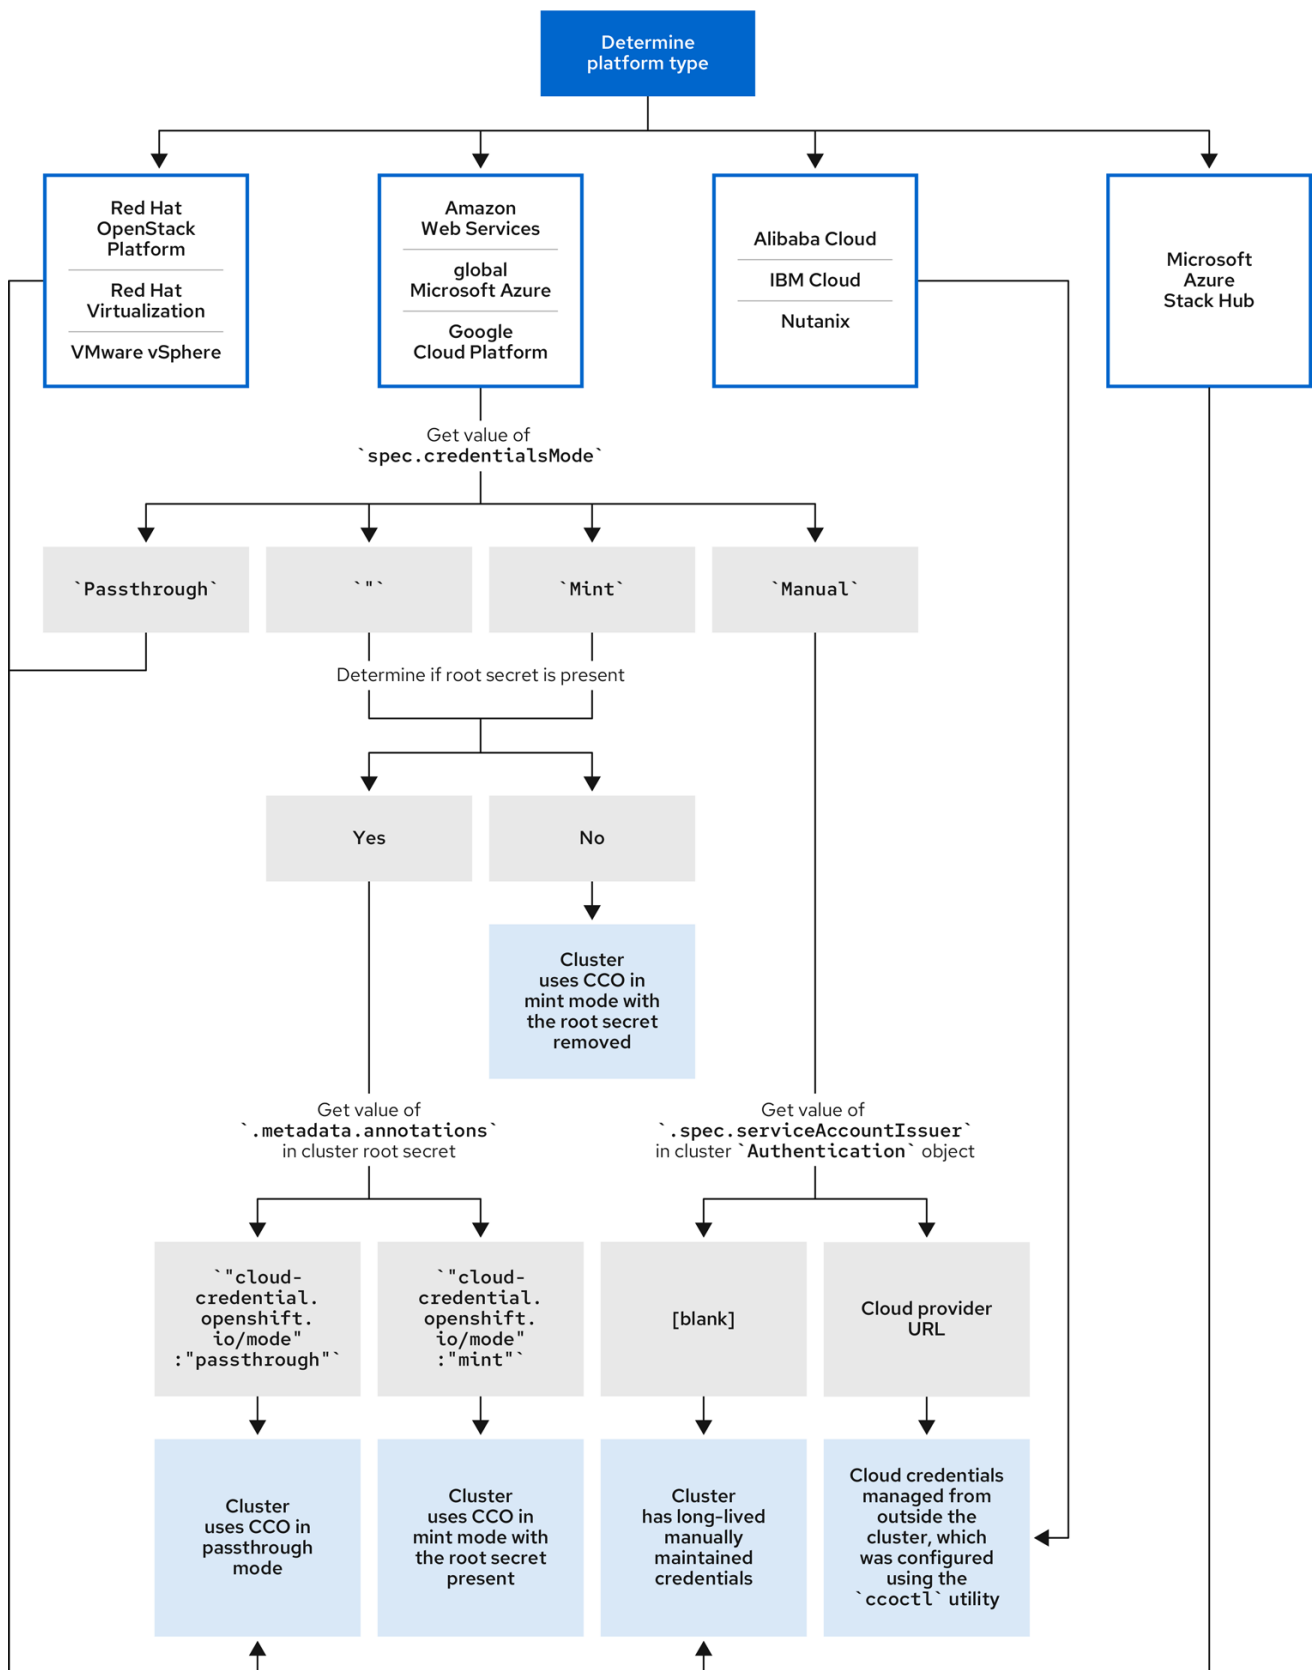 Determine
platform type
Red Hat
OpenStack
Platform
Red Hat
Virtualization
VMware vSphere
Amazon
Web Services
global
Microsoft Azure
Google
Cloud Platform
Alibaba Cloud
IBM Cloud
Nutanix
Microsoft
Azure
Stack Hub
Get value of
`spec.credentialsMode`
`Passthrough`
`"`
`Mint`
`Manual`
Determine if root secret is present
Yes
No
Cluster
uses CCO in
mint mode with
the root secret
removed
Get value of
`.metadata.annotations`
in cluster root secret
Get value of
`.spec.serviceAccountIssuer`
in cluster `Authentication` object
`"cloud-
credential.
openshift.
io/mode"
:"passthrough"`
`"cloud-
credential.
openshift.
io/mode"
:"mint"`
[blank]
Cloud provider
URL
Cluster
uses CCO in
passthrough
mode
Cluster
uses CCO in
mint mode with
the root secret
present
Cluster
has long-lived
manually
maintained
credentials
Cloud credentials
managed from
outside the
cluster, which
was configured
using the
`ccoctl` utility